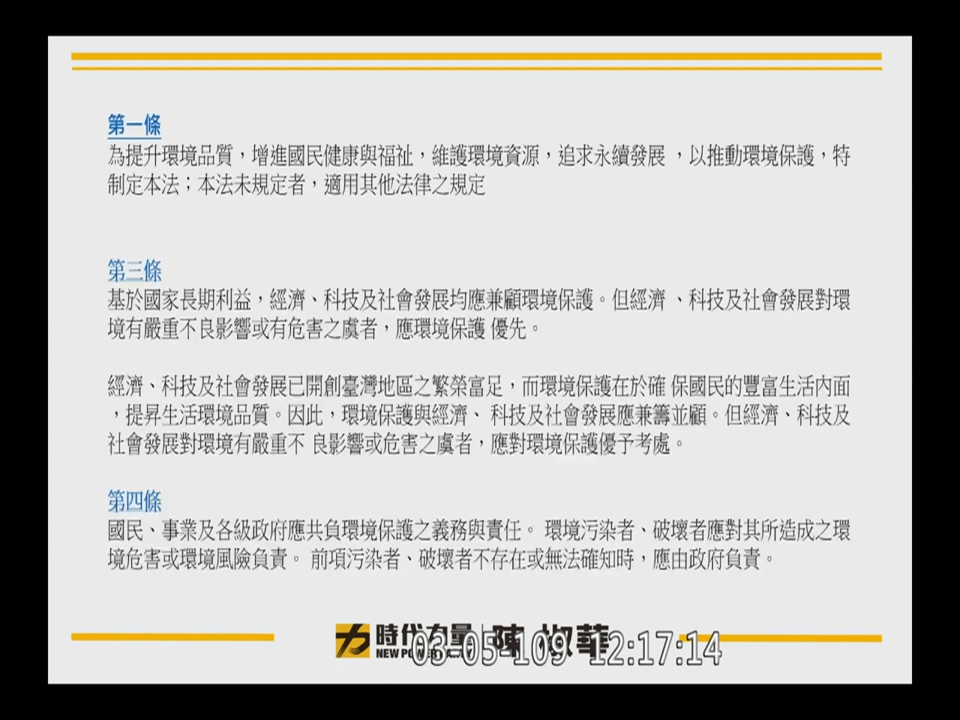 第一條
為提升環境品質，增進國民健康與福祉，維護環境資源，追求永續發展 ，以推動環境保護，特
制定本法；本法未規定者，適用其他法律之規定
第三條
基於國家長期利益，經濟、科技及社會發展均應兼顧環境保護。但經濟 、科技及社會發展對環
境有嚴重不良影響或有危害之虞者，應環境保護 優先。
經濟、科技及社會發展已開創臺灣地區之繁榮富足，而環境保護在於確 保國民的豐富生活內面
，提昇生活環境品質。因此，環境保護與經濟、 科技及社會發展應兼籌並顧。但經濟、科技及
社會發展對環境有嚴重不 良影響或危害之虞者，應對環境保護優予考處。
第四條
國民、事業及各級政府應共負環境保護之義務與責任。 環境污染者、破壞者應對其所造成之環
境危害或環境風險負責。 前項污染者、破壞者不存在或無法確知時，應由政府負責。
時代力量 陳 椒華
NEW POWER
03-05-109 12:17:14